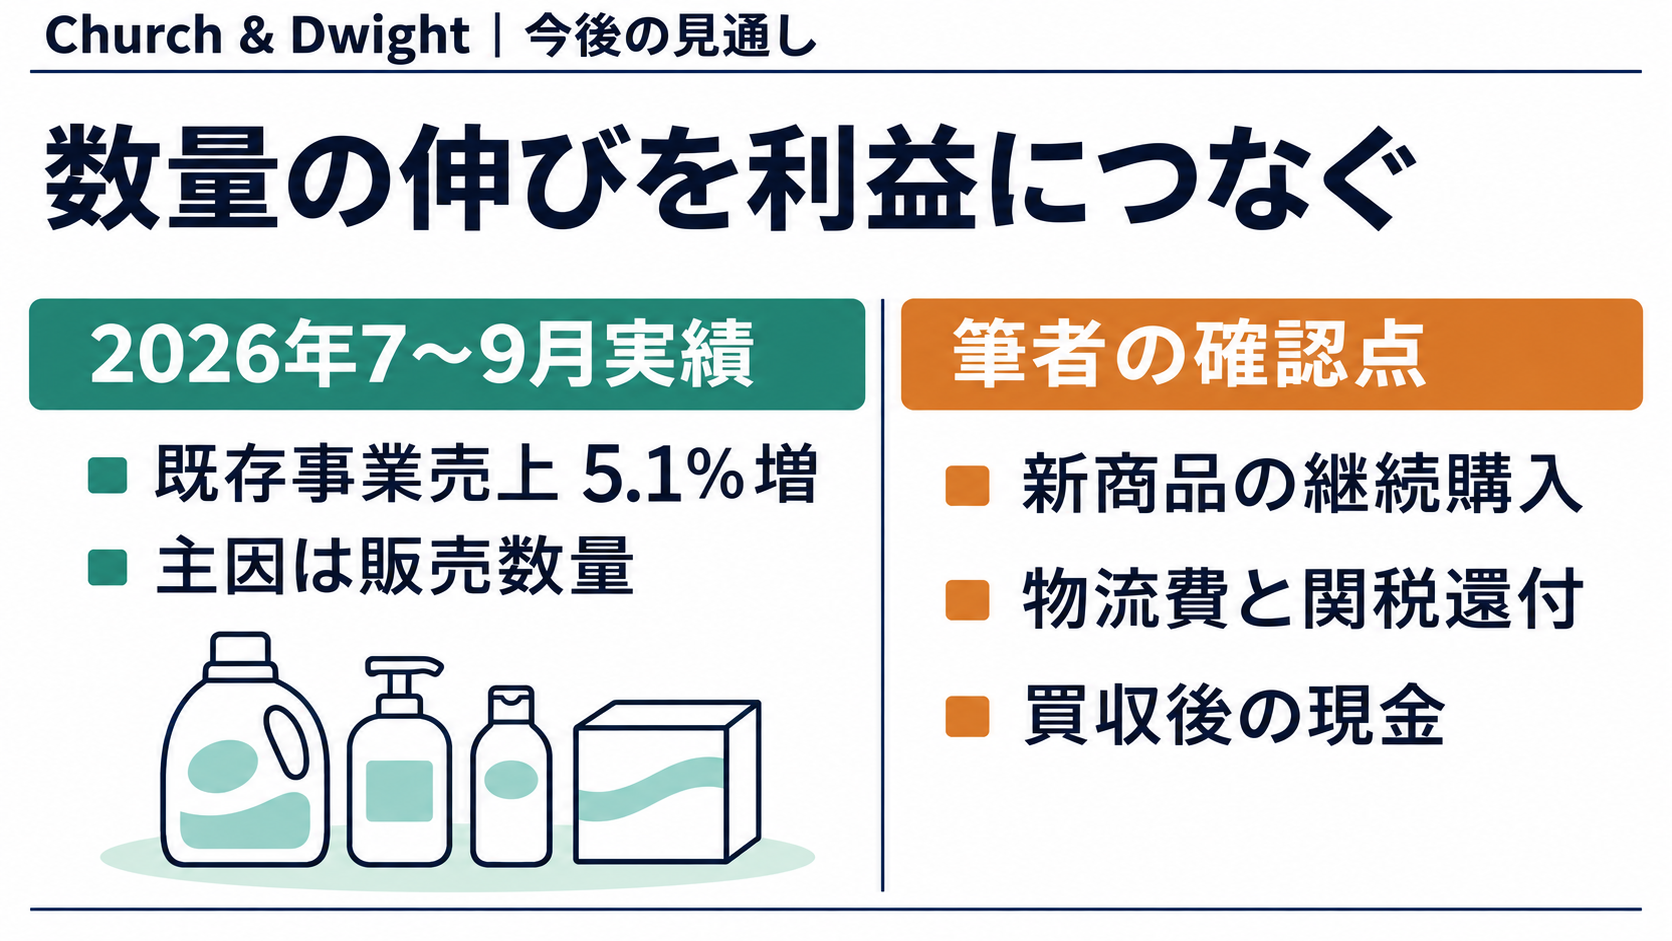 Church & Dwight｜今後の見通し
数量の伸びを利益につなぐ
2026年7～9月実績
既存事業売上 5.1%増
主因は販売数量
筆者の確認点
新商品の継続購入
物流費と関税還付
買収後の現金